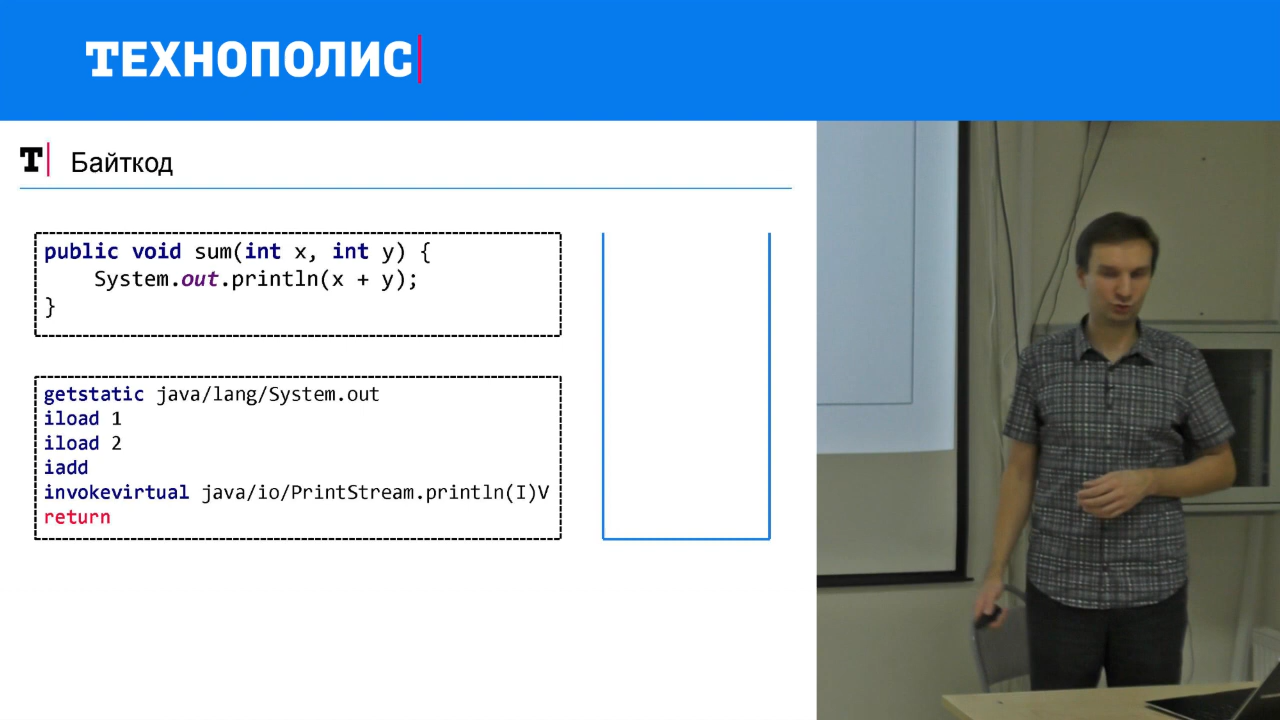 ТЕХНОПОЛИС
T Байткод
public void sum(int x, int y) {
    System.out.println(x + y);
}
getstatic java/lang/System.out
iload 1
iload 2
iadd
invokevirtual java/io/PrintStream.println(I)V
return